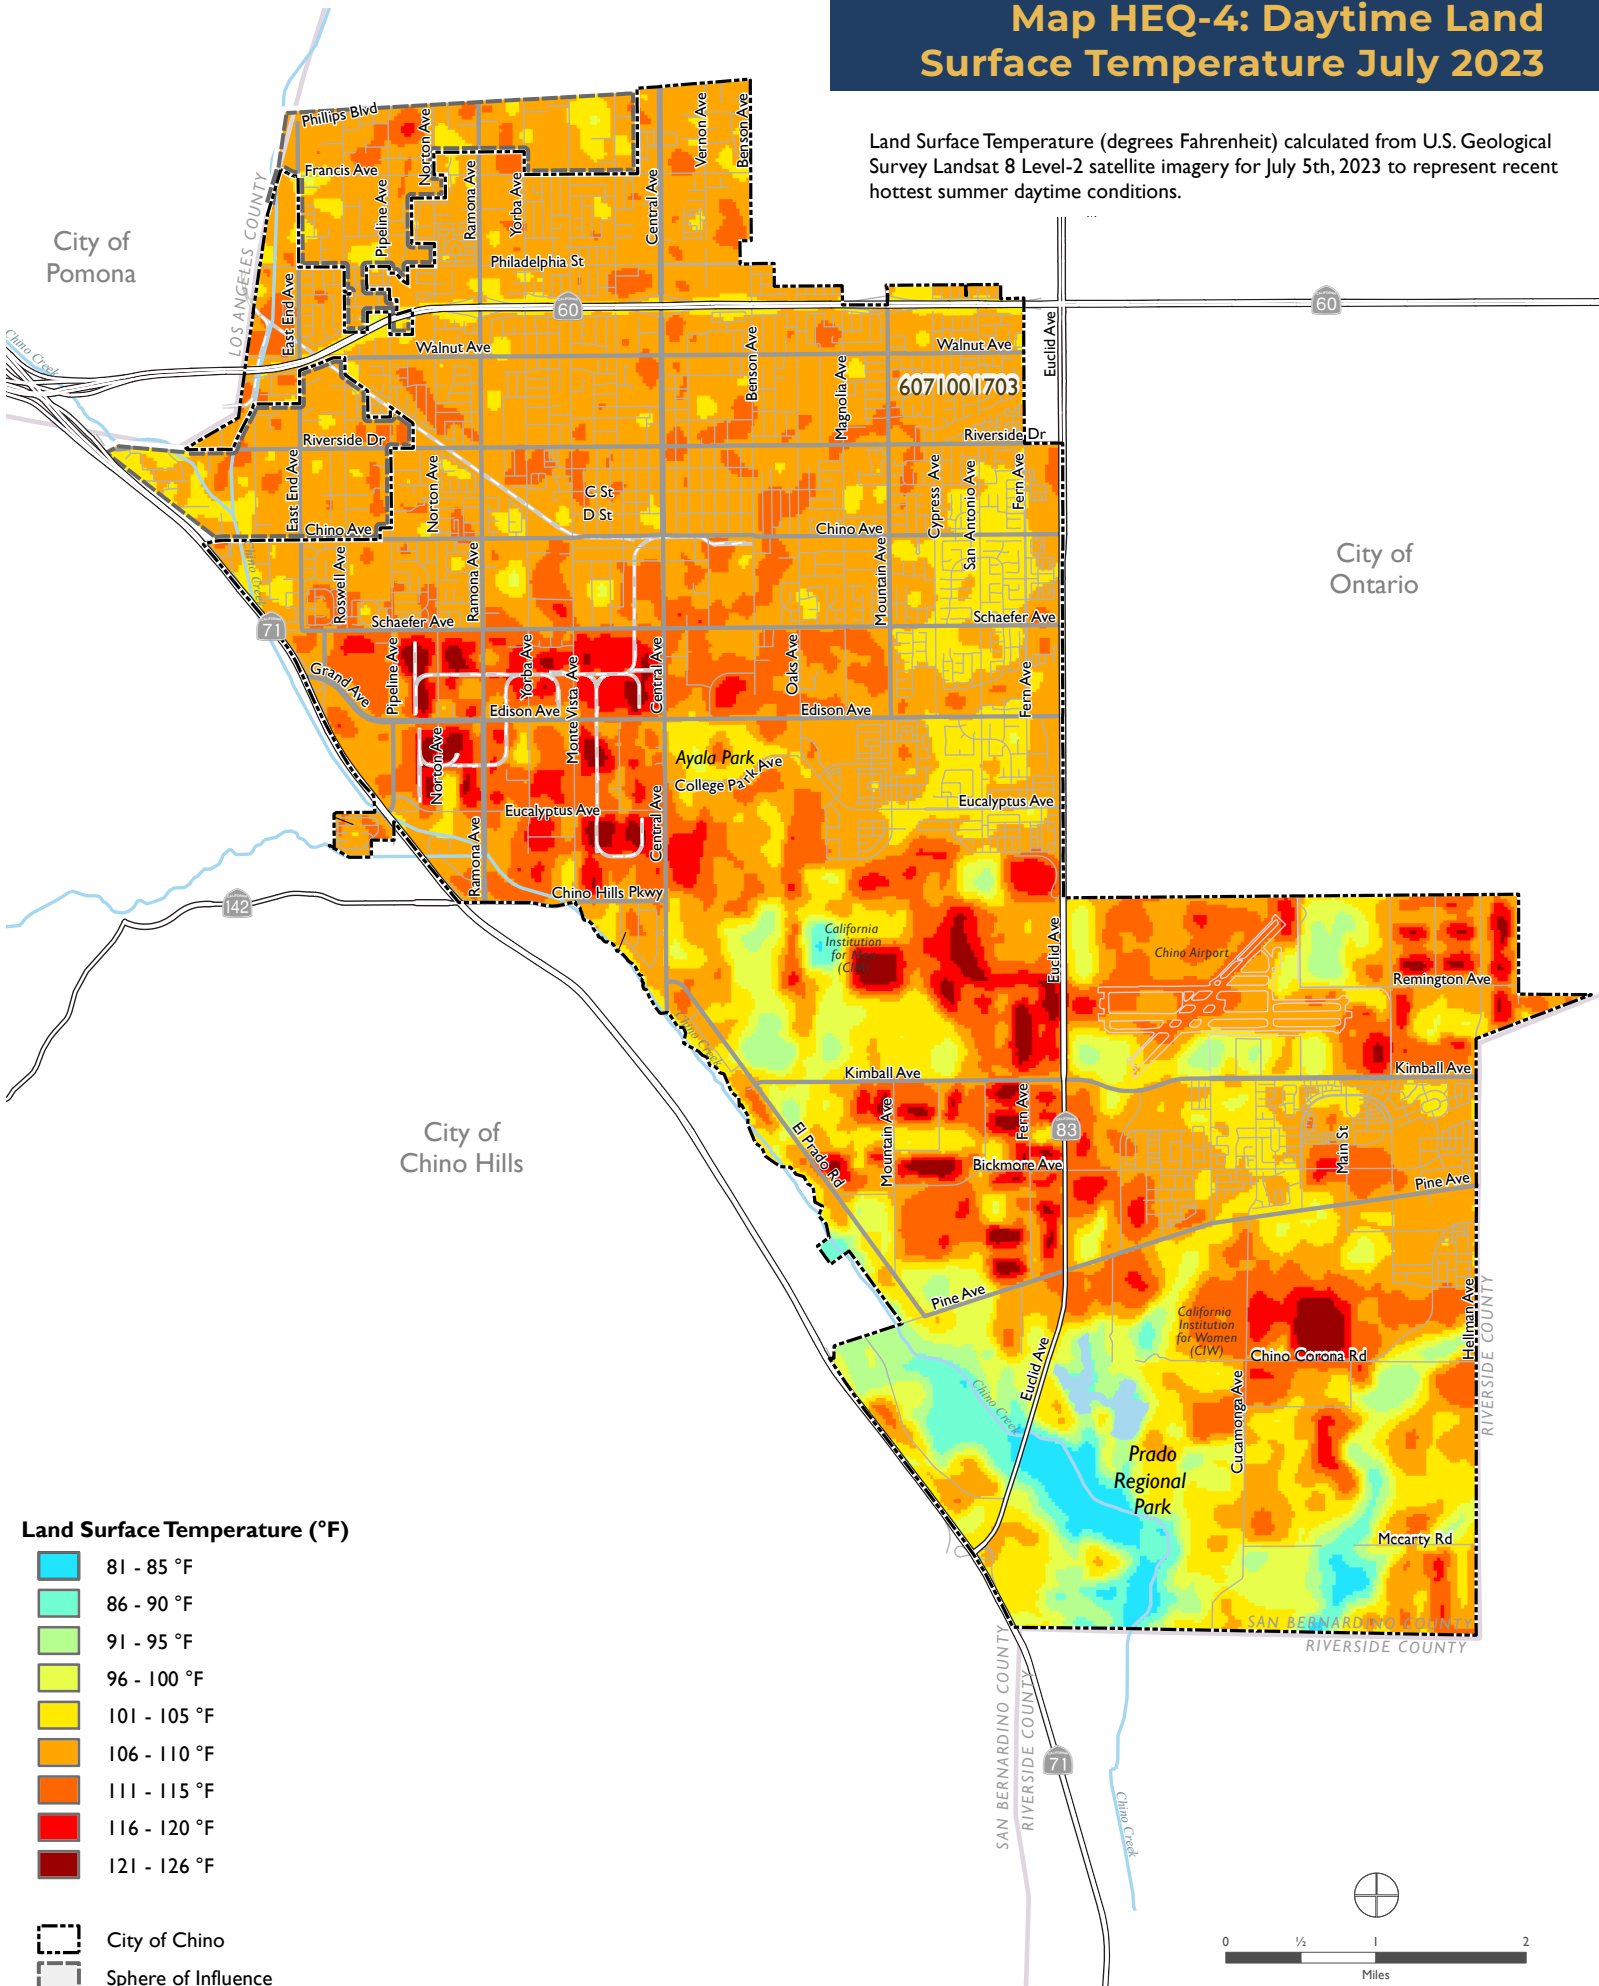 Map HEQ-4: Daytime Land
Surface Temperature July 2023
Land Surface Temperature (degrees Fahrenheit) calculated from U.S. Geological
Survey Landsat 8 Level-2 satellite imagery for July 5th, 2023 to represent recent
hottest summer daytime conditions.
Phillips Blvd
Norton Ave
Vernon Ave
Benson Ave
Francis Ave
Pipeline Ave
Ramona Ave
Yorba Ave
Central Ave
LOS ANGELES COUNTY
City of
Pomona
Philadelphia St
East End Ave
60
60
Chino Creek
Walnut Ave
Benson Ave
Magnolia Ave
Walnut Ave
Euclid Ave
6071001703
Riverside Dr
Riverside Dr
East End Ave
Norton Ave
C St
D St
Cypress Ave
San Antonio Ave
Fern Ave
Chino Ave
Chino Ave
Chino Creek
Roswell Ave
Ramona Ave
Mountain Ave
City of
Ontario
71
Schaefer Ave
Schaefer Ave
Grand Ave
Pipeline Ave
Yorba Ave
Monte Vista Ave
Central Ave
Oaks Ave
Fern Ave
Edison Ave
Edison Ave
Norton Ave
Ayala Park
College Park Ave
Eucalyptus Ave
Eucalyptus Ave
Ramona Ave
Central Ave
Chino Hills Pkwy
142
California
Institution
for Men
(CIM)
Euclid Ave
Chino Airport
Remington Ave
Chino Creek
Kimball Ave
Kimball Ave
City of
Chino Hills
El Prado Rd
Mountain Ave
Fern Ave
83
Main St
Bickmore Ave
Pine Ave
Pine Ave
California
Institution
for Women
(CIW)
Hellman Ave
RIVERSIDE COUNTY
Chino Corona Rd
Euclid Ave
Chino Creek
Cucamonga Ave
Prado
Regional
Park
Mccarty Rd
SAN BERNARDINO COUNTY
RIVERSIDE COUNTY
SAN BERNARDINO COUNTY
RIVERSIDE COUNTY
71
Chino Creek
Land Surface Temperature (°F)
81 - 85 °F
86 - 90 °F
91 - 95 °F
96 - 100 °F
101 - 105 °F
106 - 110 °F
111 - 115 °F
116 - 120 °F
121 - 126 °F
City of Chino
Sphere of Influence
0 ½ 1 2
Miles